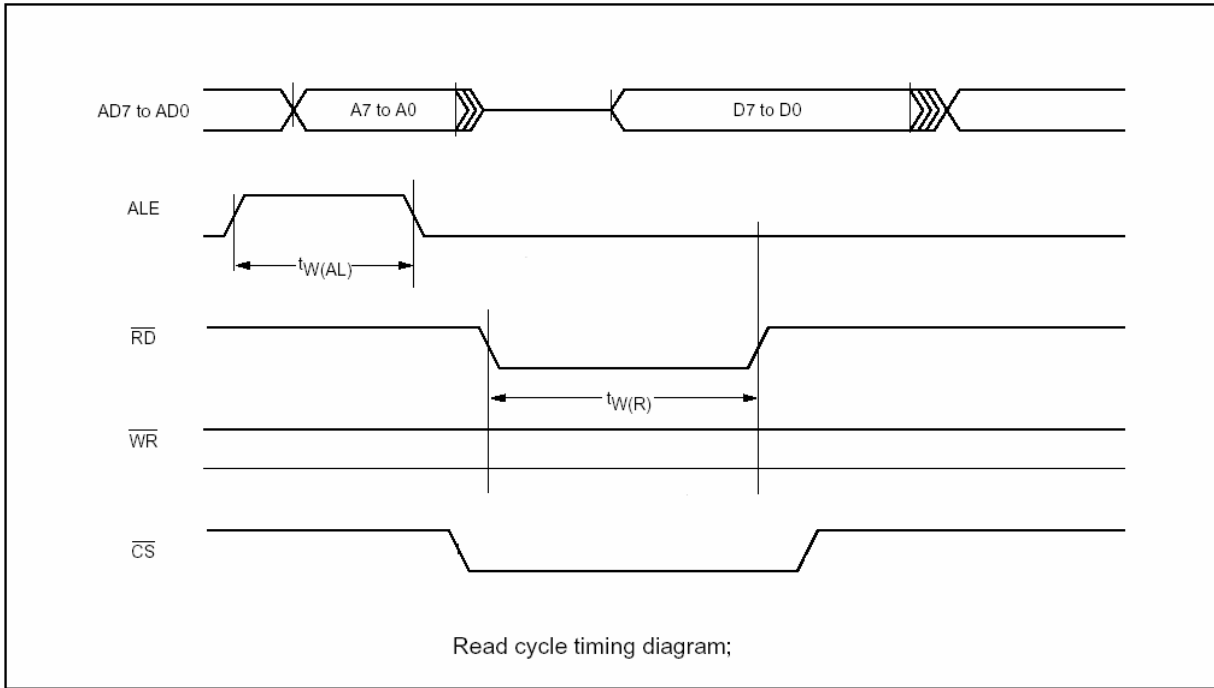 AD7 to AD0
A7 to A0
D7 to D0
ALE
tW(AL)
RD
tW(R)
WR
CS
Read cycle timing diagram;